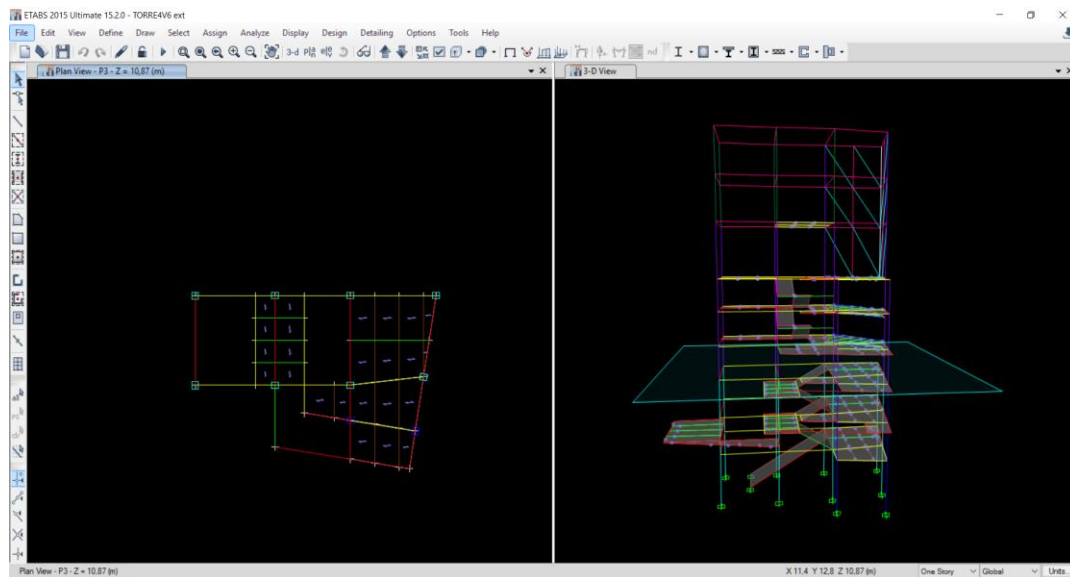 ETABS 2015 Ultimate 15.2.0 - TORRE4V6 ext
File Edit View Define Draw Select Assign Analyze Display Design Detailing Options Tools Help
3-d
nd
Plan View - P3 - Z = 10,87 (m)
3-D View
Plan View - P3 - Z = 10,87 (m)
X 11,4 Y 12,8 Z 10,87 (m)
One Story
Global
Units...